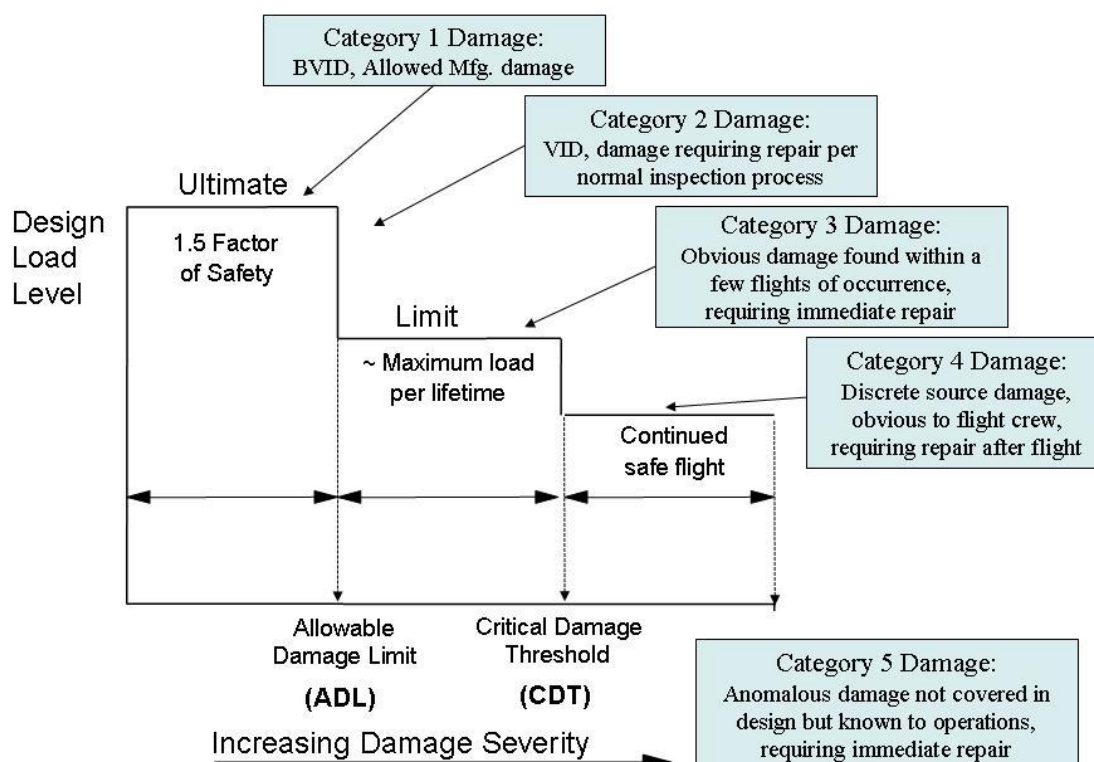 Category 1 Damage:
BVID, Allowed Mfg. damage
Category 2 Damage:
VID, damage requiring repair per
normal inspection process
Ultimate
Design
Load
Level
1.5 Factor
of Safety
Category 3 Damage:
Obvious damage found within a
few flights of occurrence,
requiring immediate repair
Limit
~ Maximum load
per lifetime
Category 4 Damage:
Discrete source damage,
obvious to flight crew,
requiring repair after flight
Continued
safe flight
Allowable
Damage Limit
(ADL)
Critical Damage
Threshold
(CDT)
Category 5 Damage:
Anomalous damage not covered in
design but known to operations,
requiring immediate repair
Increasing Damage Severity